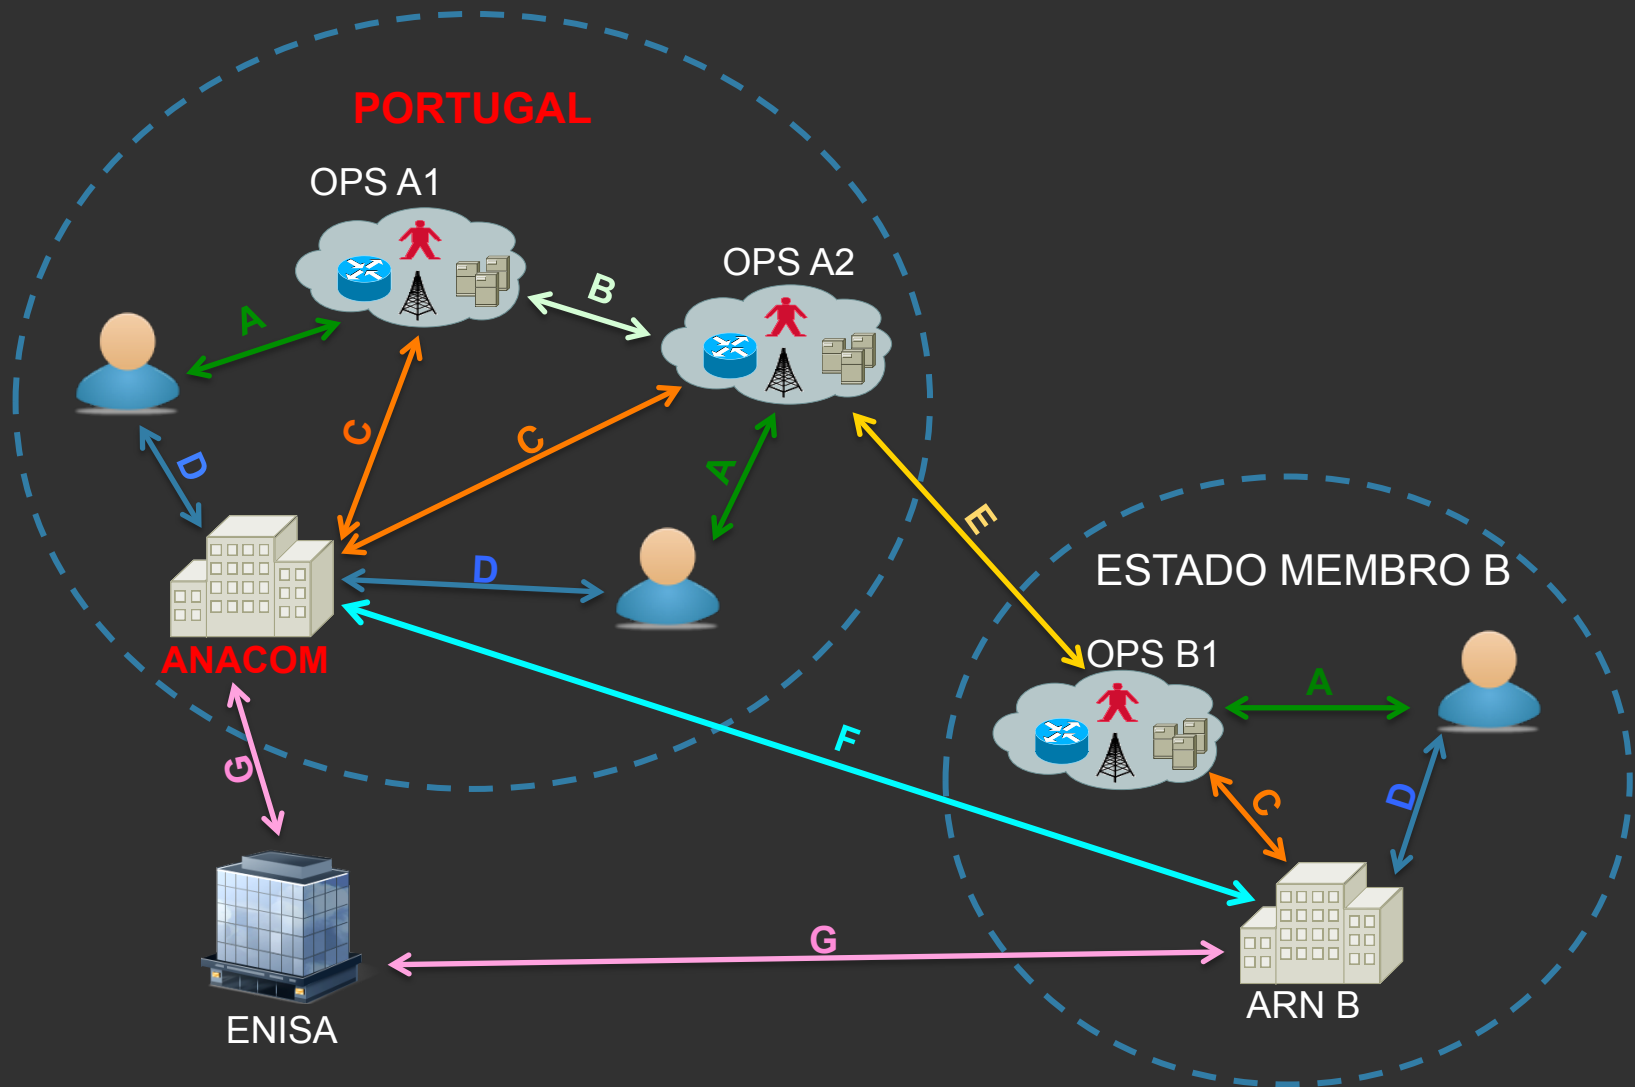 PORTUGAL
OPS A1
OPS A2
B
A
C
C
A
D
E
D
ESTADO MEMBRO B
ANACOM
OPS B1
A
F
G
C
D
G
ARN B
ENISA